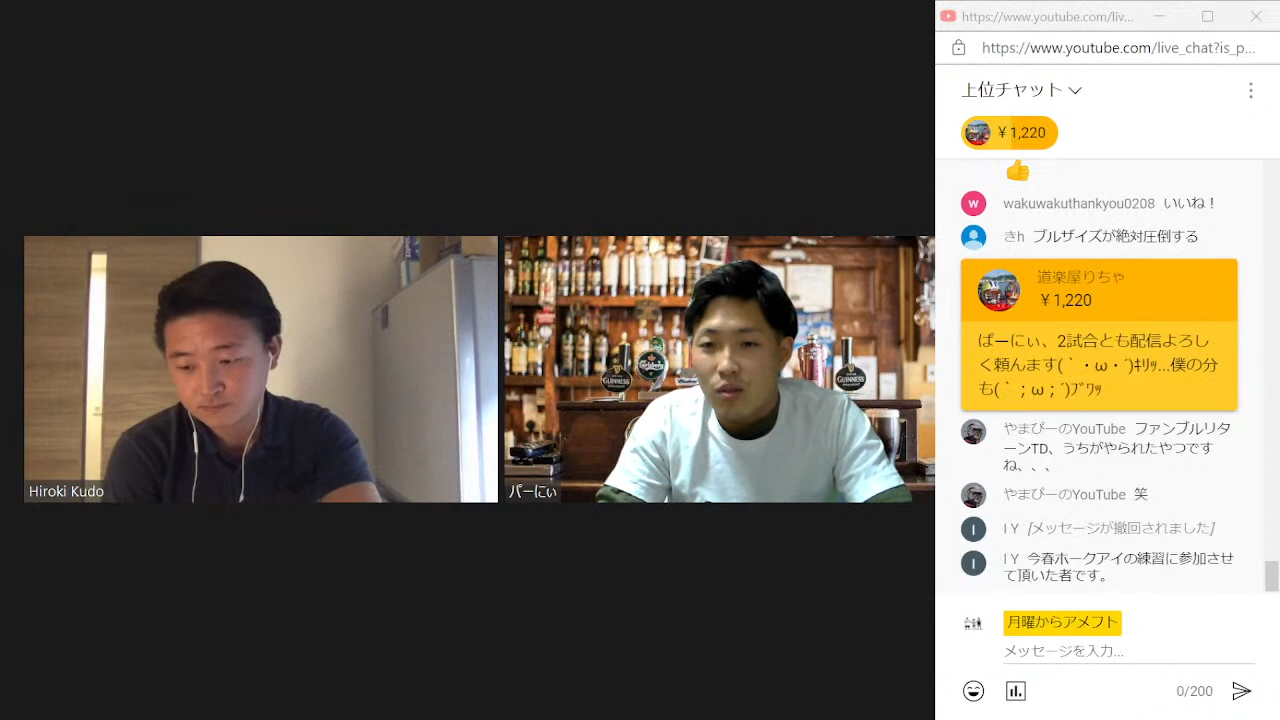 Hiroki Kudo
パーにぃ
GUINNESS
Carlsberg
GUINNESS
https://www.youtube.com/liv...
https://www.youtube.com/live_chat?is_p...
上位チャット
￥1,220
wakuwakuthankyou0208 いいね！
きh ブルザイズが絶対圧倒する
道楽屋りちゃ
￥1,220
ぱーにぃ、2試合とも配信よろし
く頼んます(｀・ω・´)ｷﾘｯ…僕の分
も(｀；ω；´)ﾌﾞﾜｯ
やまぴーのYouTube ファンブルリタ
ーンTD、うちがやられたやつです
ね、、、
やまぴーのYouTube 笑
I Y [メッセージが撤回されました]
I Y 今春ホークアイの練習に参加させ
て頂いた者です。
月曜からアメフト
メッセージを入力...
0/200